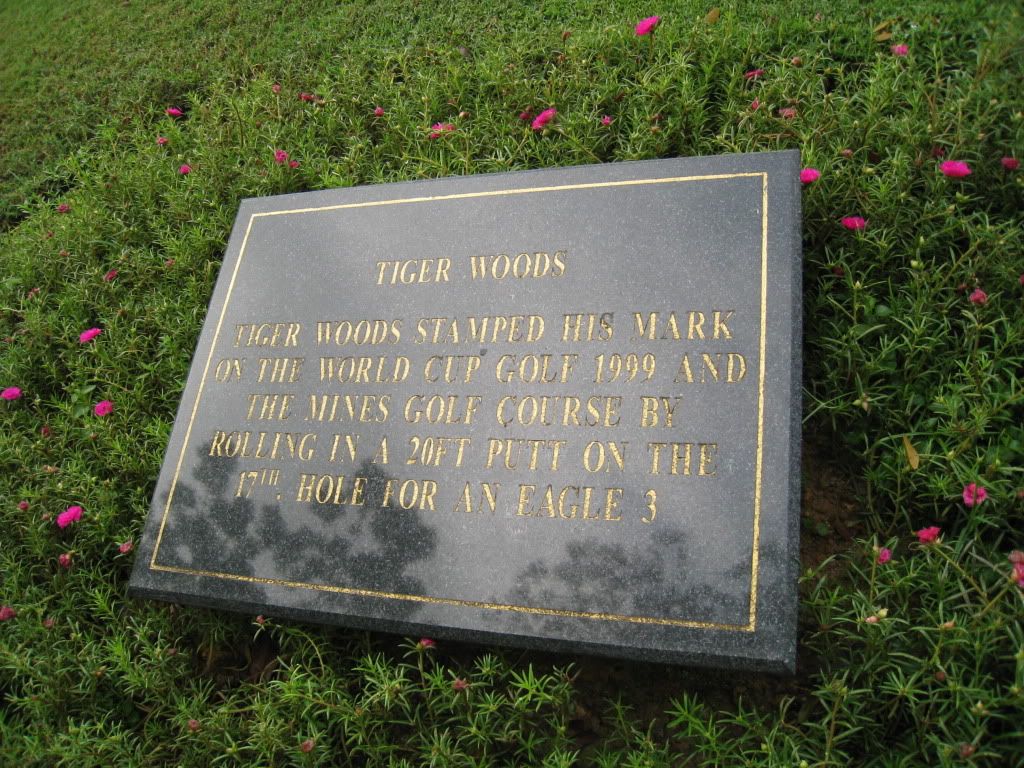 TIGER WOODS
TIGER WOODS STAMPED HIS MARK
ON THE WORLD CUP GOLF 1999 AND
THE MINES GOLF COURSE BY
ROLLING IN A 20FT PUTT ON THE
17TH. HOLE FOR AN EAGLE 3